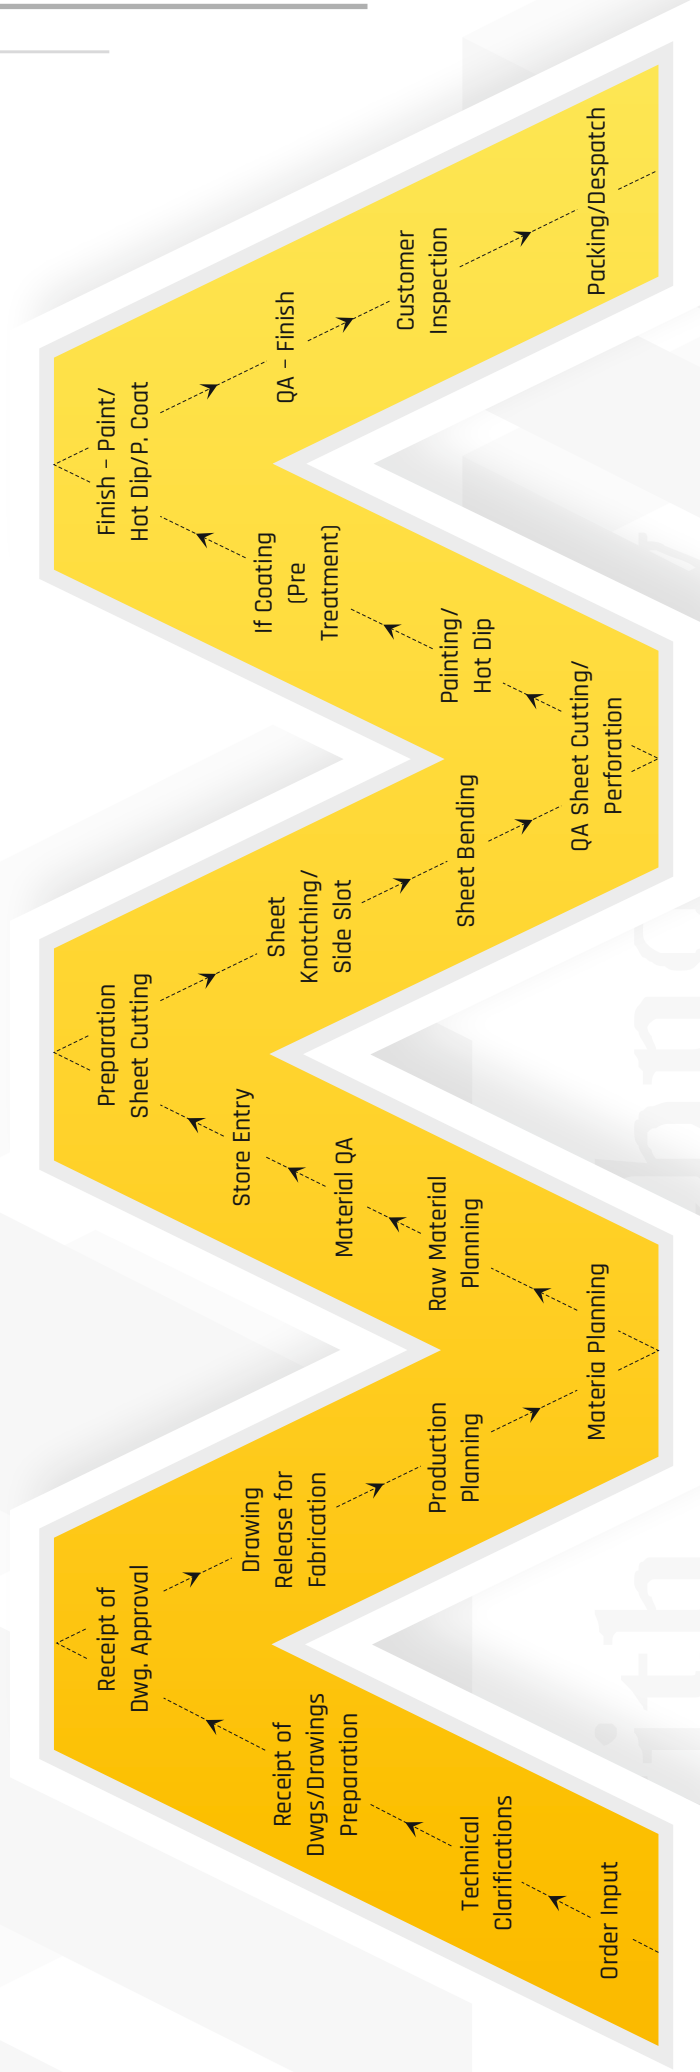 Order Input
Technical
Clarifications
Receipt of
Dwgs/Drawings
Preparation
Receipt of
Dwg. Approval
Drawing
Release for
Fabrication
Production
Planning
Materia Planning
Raw Material
Planning
Material QA
Store Entry
Preparation
Sheet Cutting
Sheet
Knotching/
Side Slot
Sheet Bending
QA Sheet Cutting/
Perforation
Painting/
Hot Dip
If Coating
(Pre
Treatment)
Finish - Paint/
Hot Dip/P. Coat
QA - Finish
Customer
Inspection
Packing/Despatch